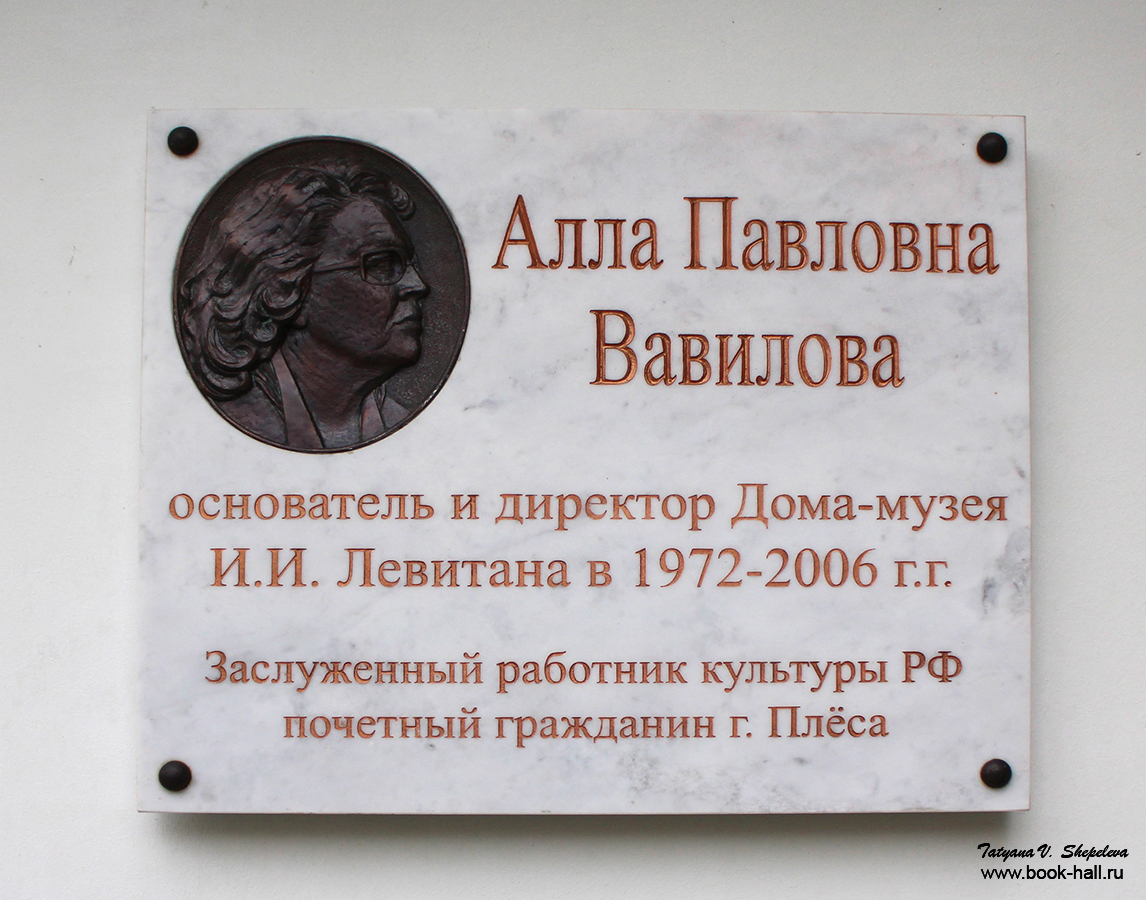 Алла Павловна
Вавилова
основатель и директор Дома-музея
И.И. Левитана в 1972-2006 г.г.
Заслуженный работник культуры РФ
почетный гражданин г. Плёса
Tatyana V. Shepeleva
www.book-hall.ru